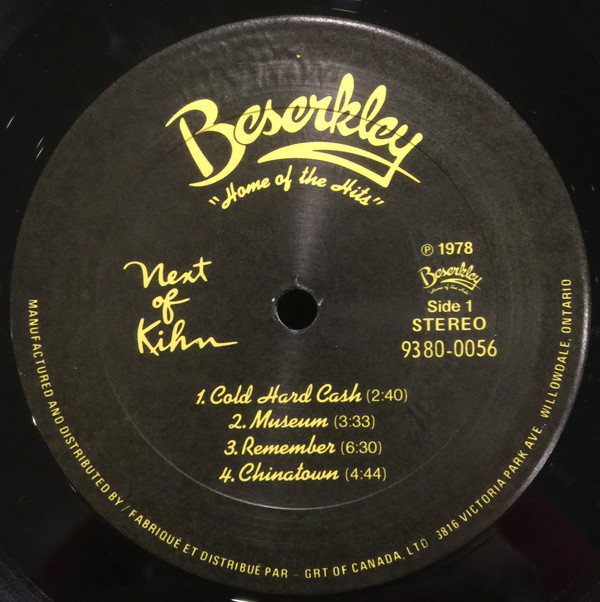 Beserkley
"Home of the Hits"
Next
of
Kihn
℗ 1978
Beserkley
Home of the Hits
Side 1
STEREO
9380-0056
1. Cold Hard Cash (2:40)
2. Museum (3:33)
3. Remember (6:30)
4. Chinatown (4:44)
MANUFACTURED AND DISTRIBUTED BY / FABRIQUÉ ET DISTRIBUÉ PAR - GRT OF CANADA, LTD. 3816 VICTORIA PARK AVE., WILLOWDALE, ONTARIO